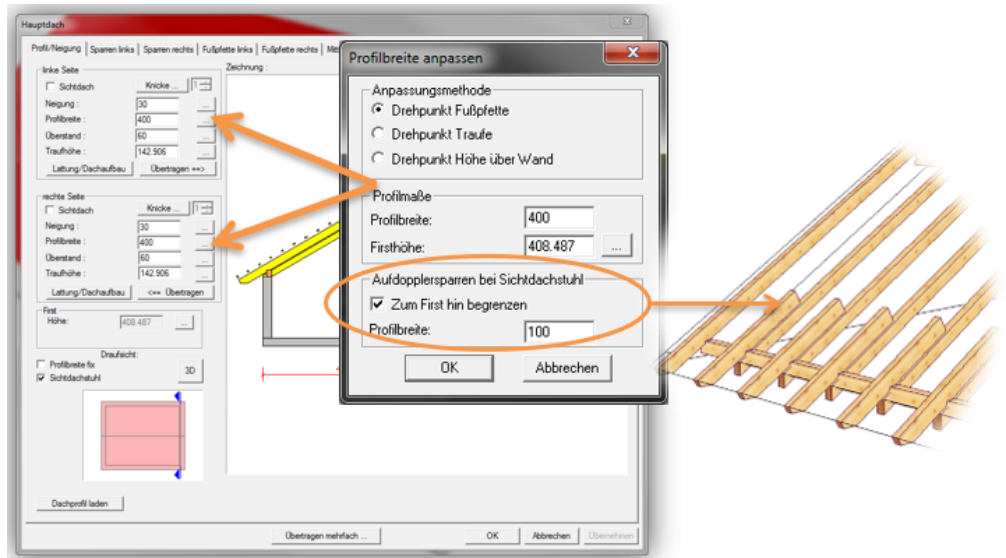 Hauptdach
Profil/Neigung Sparren links Sparren rechts Fußpfette links Fußpfette rechts
linke Seite
Sichtdach Knicke ... 1
Neigung : 30 ...
Profilbreite : 400 ...
Überstand : 60 ...
Traufhöhe : 142.906 ...
Lattung/Dachaufbau Übertragen ==>
rechte Seite
Sichtdach Knicke ... 1
Neigung : 30 ...
Profilbreite : 400 ...
Überstand : 60 ...
Traufhöhe : 142.906 ...
Lattung/Dachaufbau <== Übertragen
First
Höhe: 408.487 ...
Draufsicht:
Profilbreite fix
Sichtdachstuhl
3D
Dachprofil laden
Zeichnung :
Profilbreite anpassen
Anpassungsmethode
Drehpunkt Fußpfette
Drehpunkt Traufe
Drehpunkt Höhe über Wand
Profilmaße
Profilbreite: 400
Firsthöhe: 408.487 ...
Aufdopplersparren bei Sichtdachstuhl
Zum First hin begrenzen
Profilbreite: 100
OK Abbrechen
Übertragen mehrfach ... OK Abbrechen Übernehmen